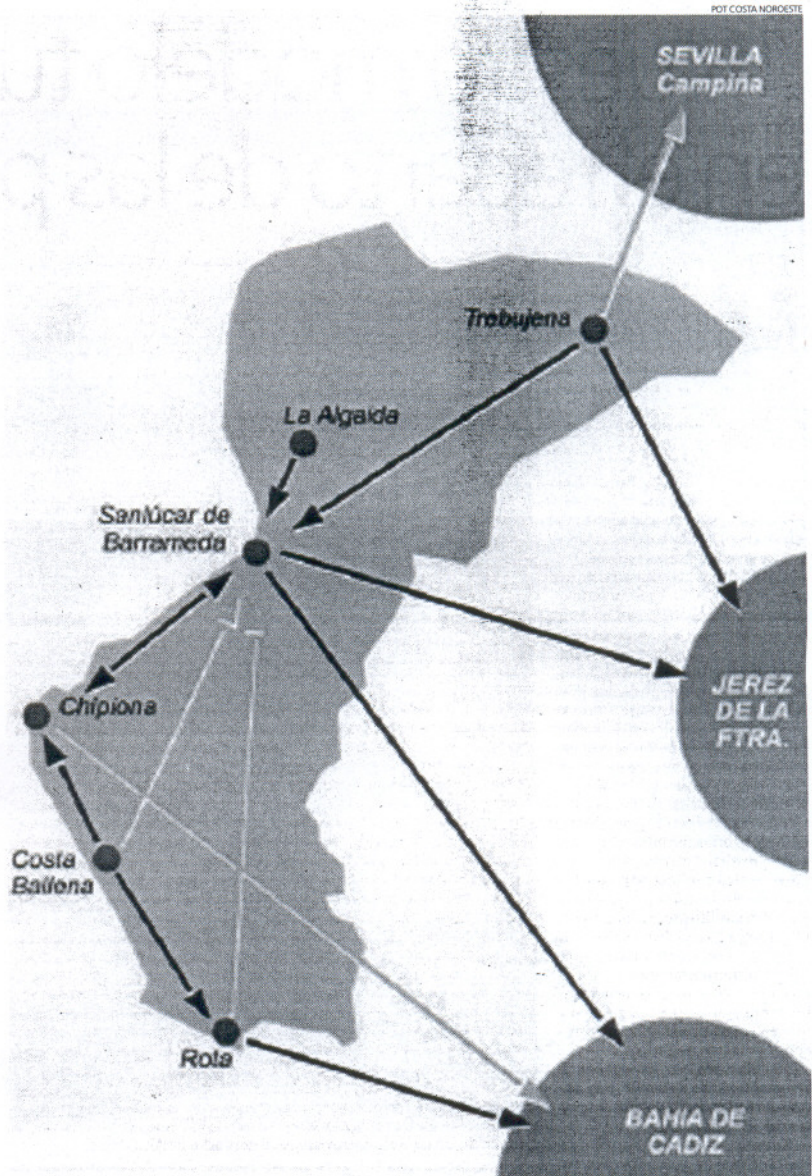 POT COSTA NOROESTE
SEVILLA
Campiña
Trebujena
La Algaida
Sanlúcar de
Barrameda
JEREZ
DE LA
FTRA.
Chipiona
Costa
Ballena
Rota
BAHIA DE
CADIZ